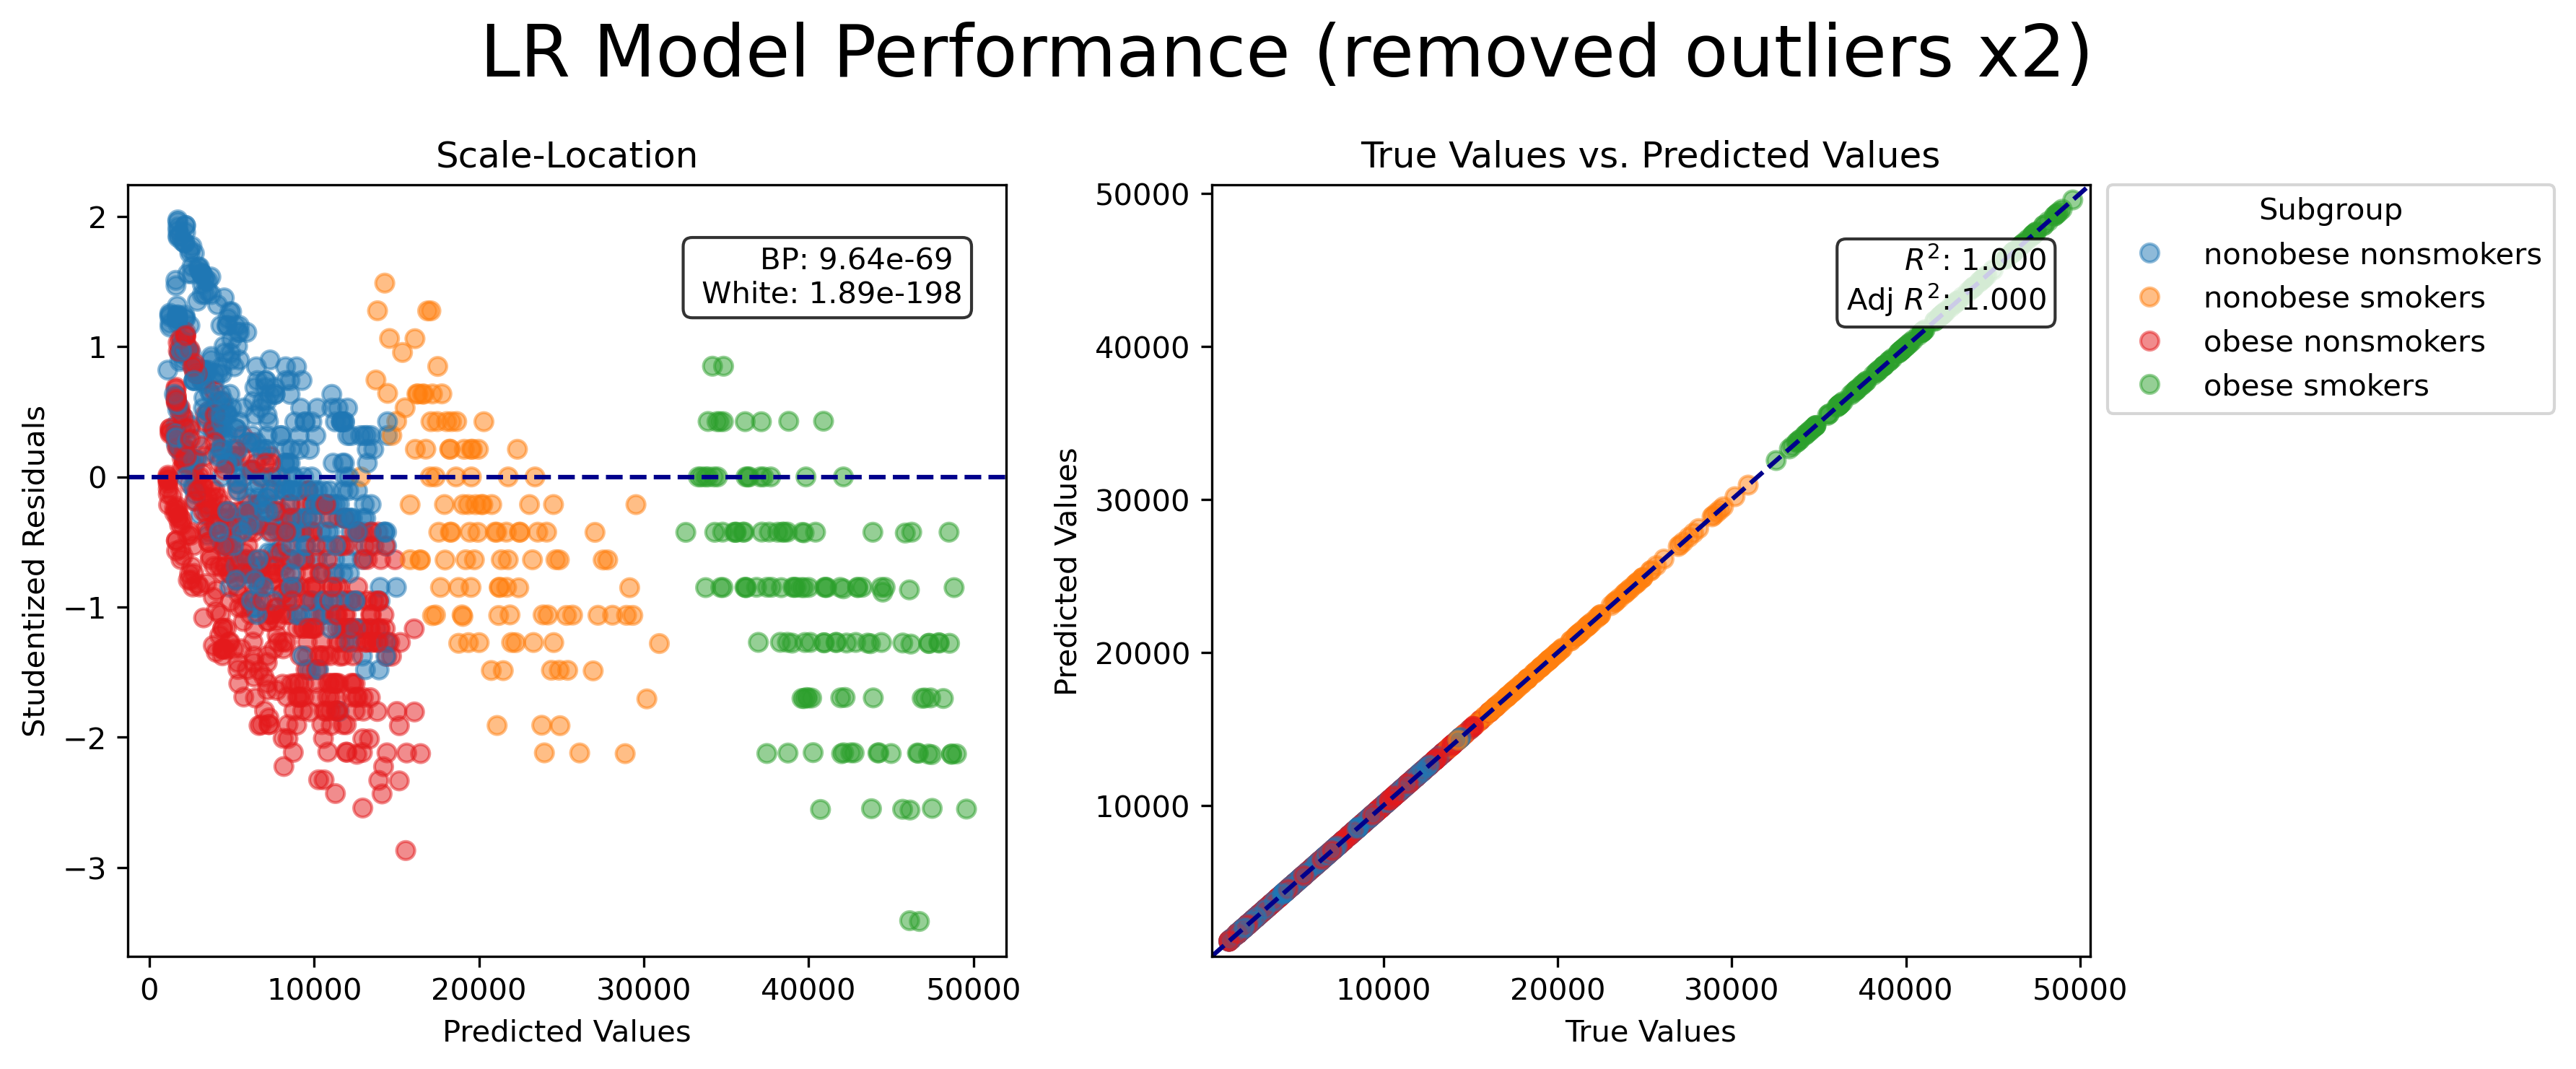 LR Model Performance (removed outliers x2)
Scale-Location
BP: 9.64e-69
White: 1.89e-198
2
1
0
−1
−2
−3
Studentized Residuals
0 10000 20000 30000 40000 50000
Predicted Values
True Values vs. Predicted Values
R²: 1.000
Adj R²: 1.000
50000
40000
30000
20000
10000
Predicted Values
10000 20000 30000 40000 50000
True Values
Subgroup
nonobese nonsmokers
nonobese smokers
obese nonsmokers
obese smokers